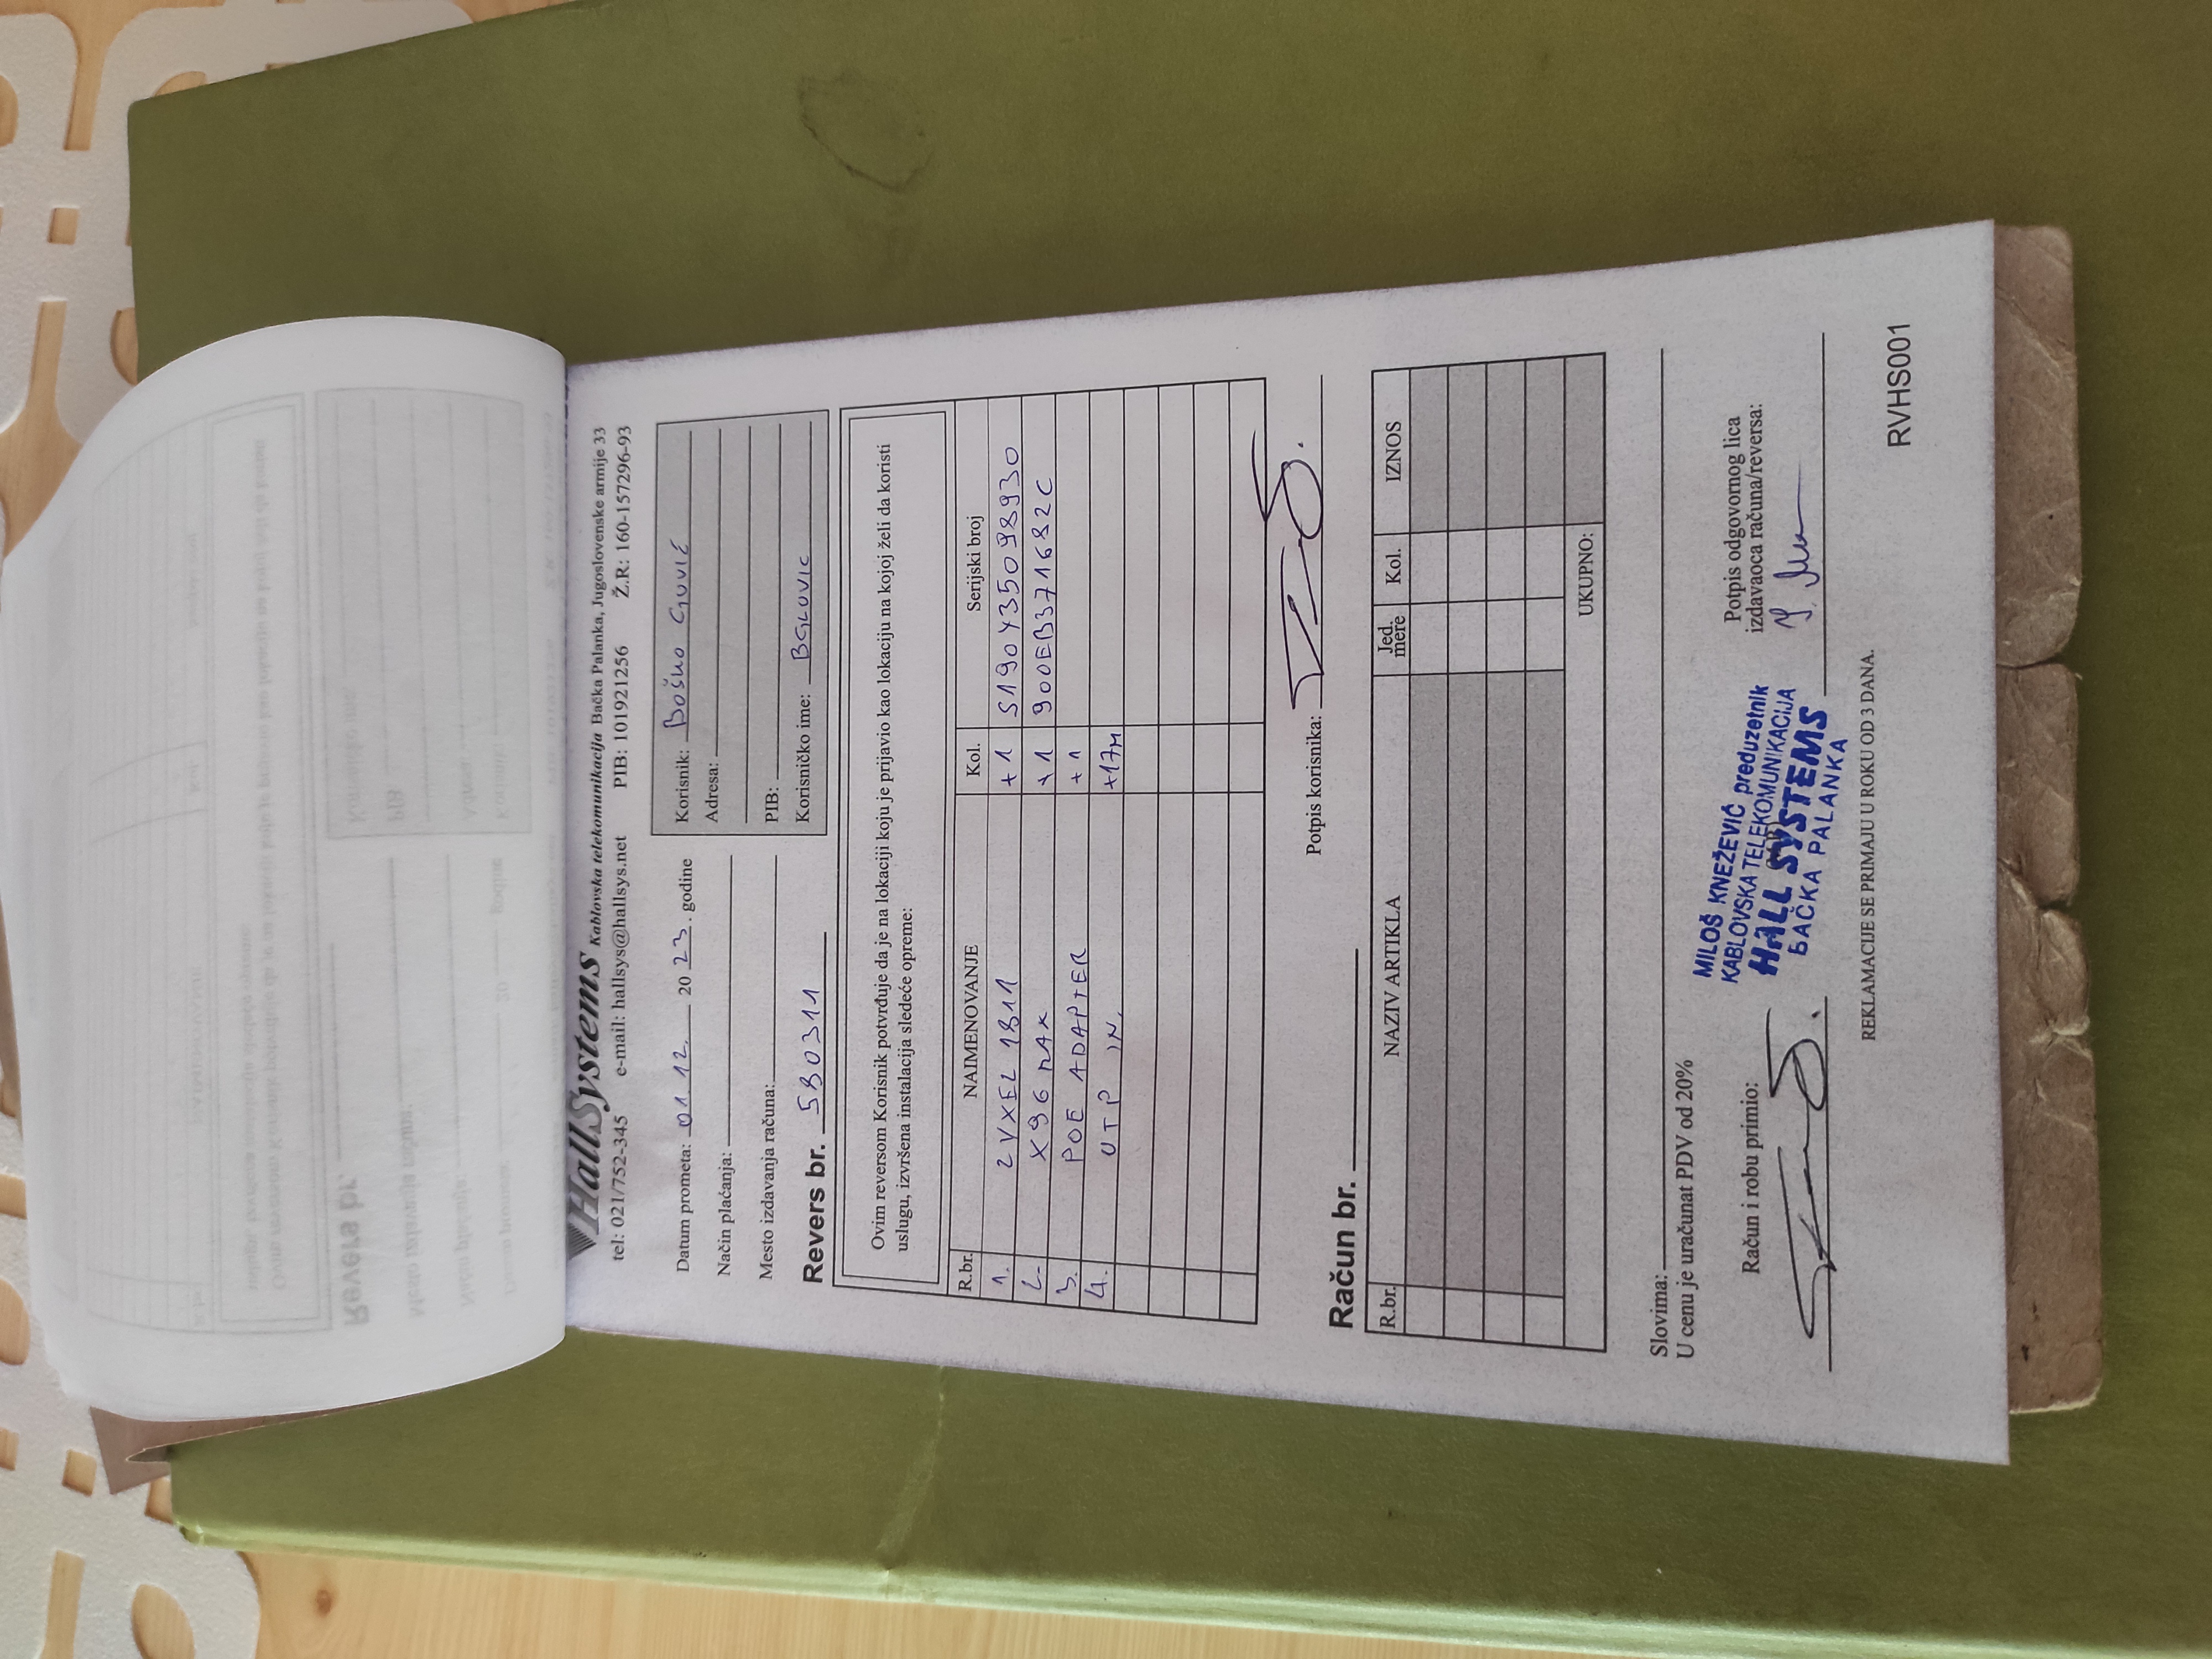 HallSystems Kablovska telekomunikacija Bačka Palanka, Jugoslovenske armije 33
tel: 021/752-345 e-mail: hallsys@hallsys.net PIB: 101921256 Ž.R: 160-157296-93
Datum prometa: 01.12. 2023. godine
Način plaćanja:
Mesto izdavanja računa:
Revers br. 580311
Korisnik: Boško Gluvić
Adresa:
PIB:
Korisničko ime: BGLUVIC
Ovim reversom Korisnik potvrđuje da je na lokaciji koju je prijavio kao lokaciju na kojoj želi da koristi
uslugu, izvršena instalacija sledeće opreme:
R.br. NAIMENOVANJE Kol. Serijski broj
1. ZYXEL 1811 +1 S190Y35098930
2. X96 MAX +1 900EB371682C
3. POE ADAPTER +1
4. UTP IN. +17M
Potpis korisnika:
Račun br.
R.br. NAZIV ARTIKLA Jed. mere Kol. IZNOS
UKUPNO:
Slovima:
U cenu je uračunat PDV od 20%
Račun i robu primio:
MILOŠ KNEŽEVIĆ preduzetnik
KABLOVSKA TELEKOMUNIKACIJA
HALL SYSTEMS
BAČKA PALANKA
Potpis odgovornog lica
izdavaoca računa/reversa:
REKLAMACIJE SE PRIMAJU U ROKU OD 3 DANA.
RVHS001